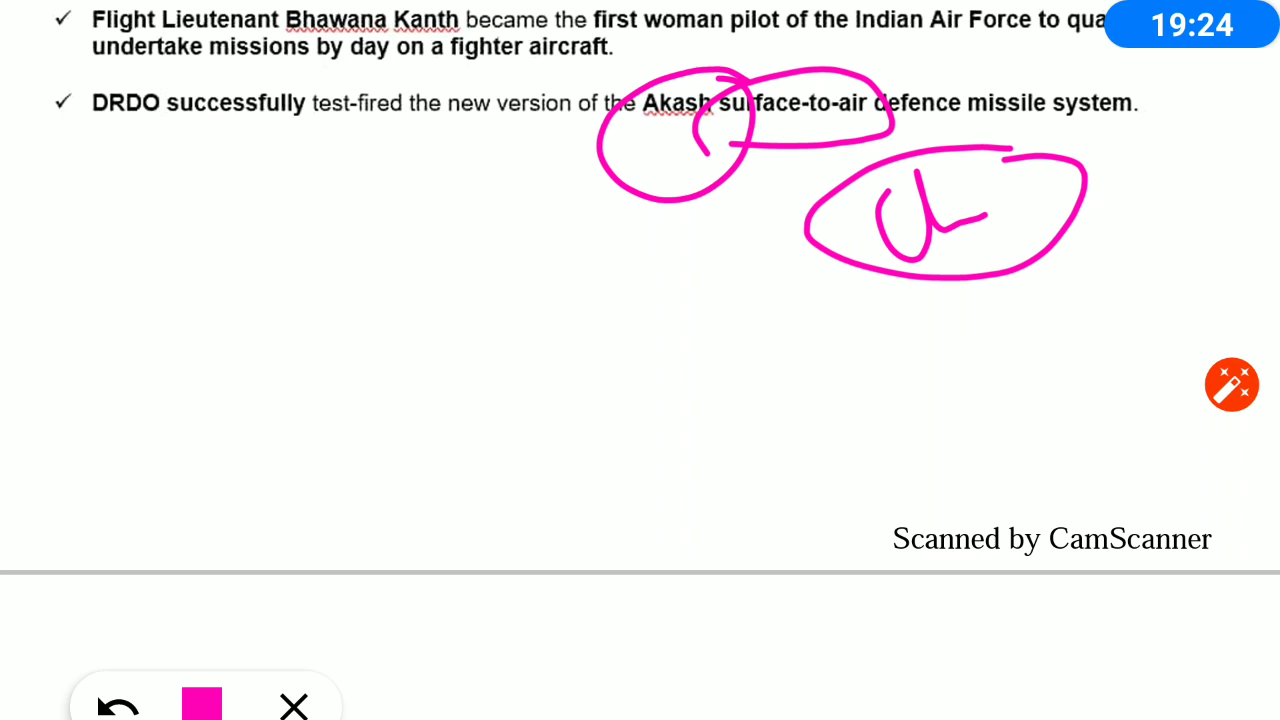 ✓ Flight Lieutenant Bhawana Kanth became the first woman pilot of the Indian Air Force to qua
19:24
undertake missions by day on a fighter aircraft.
✓ DRDO successfully test-fired the new version of the Akash surface-to-air defence missile system.
Scanned by CamScanner